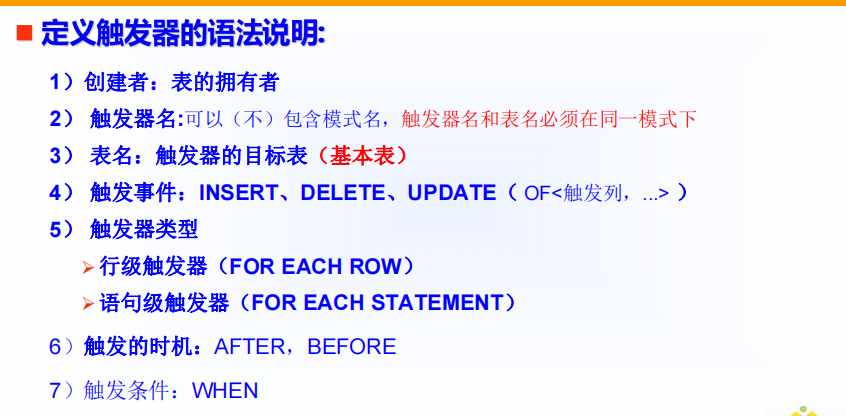 定义触发器的语法说明:
1）创建者：表的拥有者
2） 触发器名:可以（不）包含模式名，触发器名和表名必须在同一模式下
3） 表名：触发器的目标表（基本表）
4） 触发事件：INSERT、DELETE、UPDATE（ OF<触发列，...> ）
5） 触发器类型
行级触发器（FOR EACH ROW）
语句级触发器（FOR EACH STATEMENT）
6）触发的时机：AFTER，BEFORE
7）触发条件：WHEN